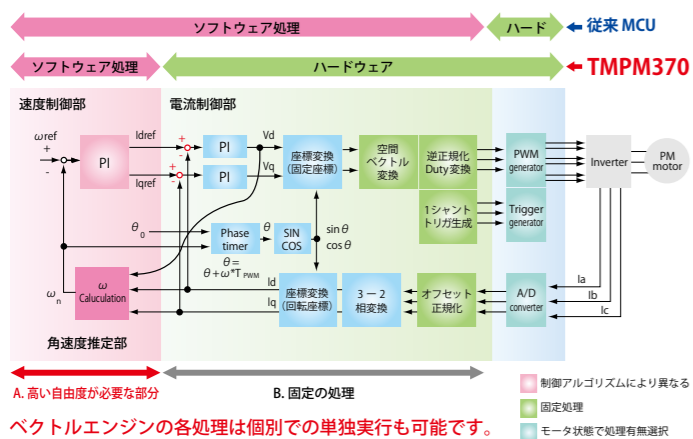 ソフトウェア処理
ハード
従来 MCU
ソフトウェア処理
ハードウェア
TMPM370
速度制御部
電流制御部
ωref
+
-
PI
Idref
Iqref
+
-
+
-
PI
PI
Vd
Vq
座標変換
(固定座標)
空間
ベクトル
変換
逆正規化
Duty変換
PWM
generator
Inverter
PM
motor
1シャント
トリガ生成
Trigger
generator
θ0
Phase
timer
θ
SIN
COS
sinθ
cosθ
θ=
θ+ω*TPWM
ωn
ω
Caluculation
Id
Iq
座標変換
(回転座標)
3ー2
相変換
オフセット
正規化
A/D
converter
Ia
Ib
Ic
角速度推定部
A. 高い自由度が必要な部分
B. 固定の処理
制御アルゴリズムにより異なる
固定処理
モータ状態で処理有無選択
ベクトルエンジンの各処理は個別での単独実行も可能です。